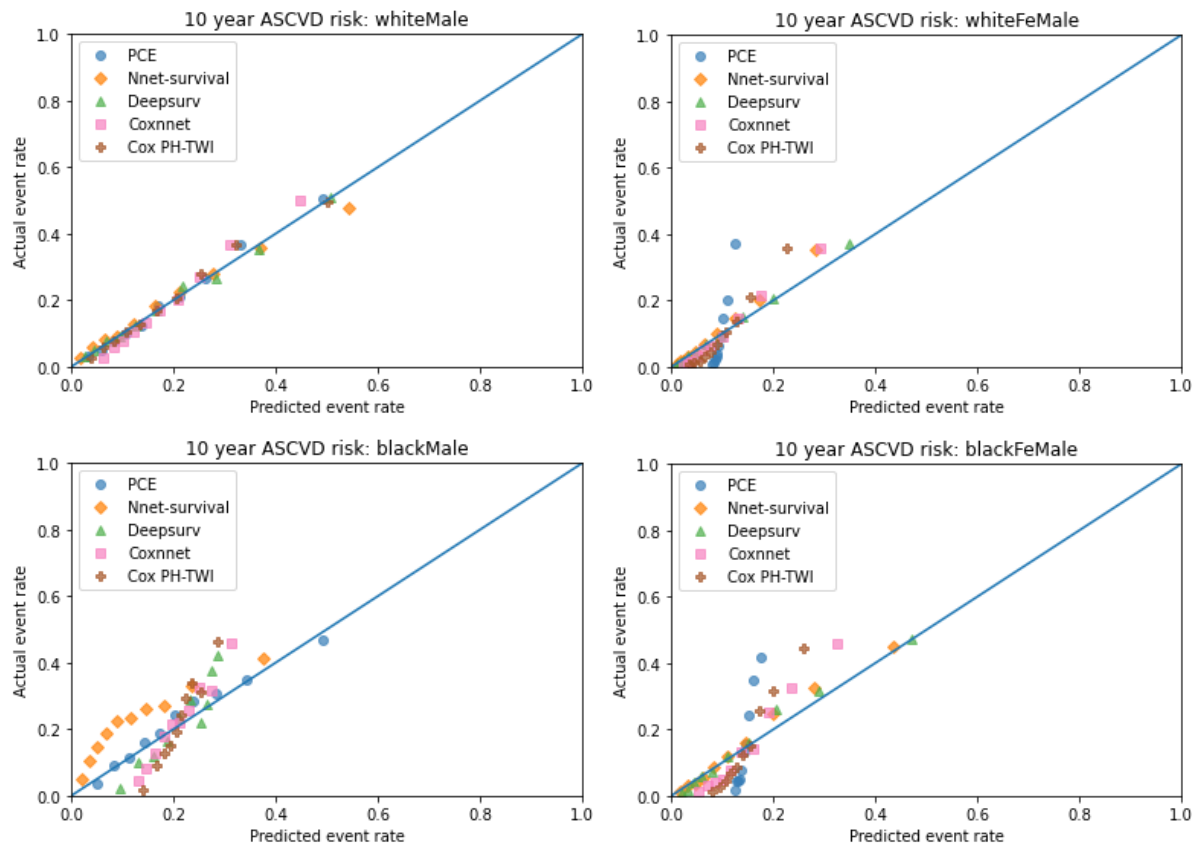 10 year ASCVD risk: whiteMale
1.0
0.8
0.6
0.4
0.2
0.0
Actual event rate
PCE
Nnet-survival
Deepsurv
Coxnnet
Cox PH-TWI
0.0 0.2 0.4 0.6 0.8 1.0
Predicted event rate
10 year ASCVD risk: whiteFeMale
1.0
0.8
0.6
0.4
0.2
0.0
Actual event rate
PCE
Nnet-survival
Deepsurv
Coxnnet
Cox PH-TWI
0.0 0.2 0.4 0.6 0.8 1.0
Predicted event rate
10 year ASCVD risk: blackMale
1.0
0.8
0.6
0.4
0.2
0.0
Actual event rate
PCE
Nnet-survival
Deepsurv
Coxnnet
Cox PH-TWI
0.0 0.2 0.4 0.6 0.8 1.0
Predicted event rate
10 year ASCVD risk: blackFeMale
1.0
0.8
0.6
0.4
0.2
0.0
Actual event rate
PCE
Nnet-survival
Deepsurv
Coxnnet
Cox PH-TWI
0.0 0.2 0.4 0.6 0.8 1.0
Predicted event rate